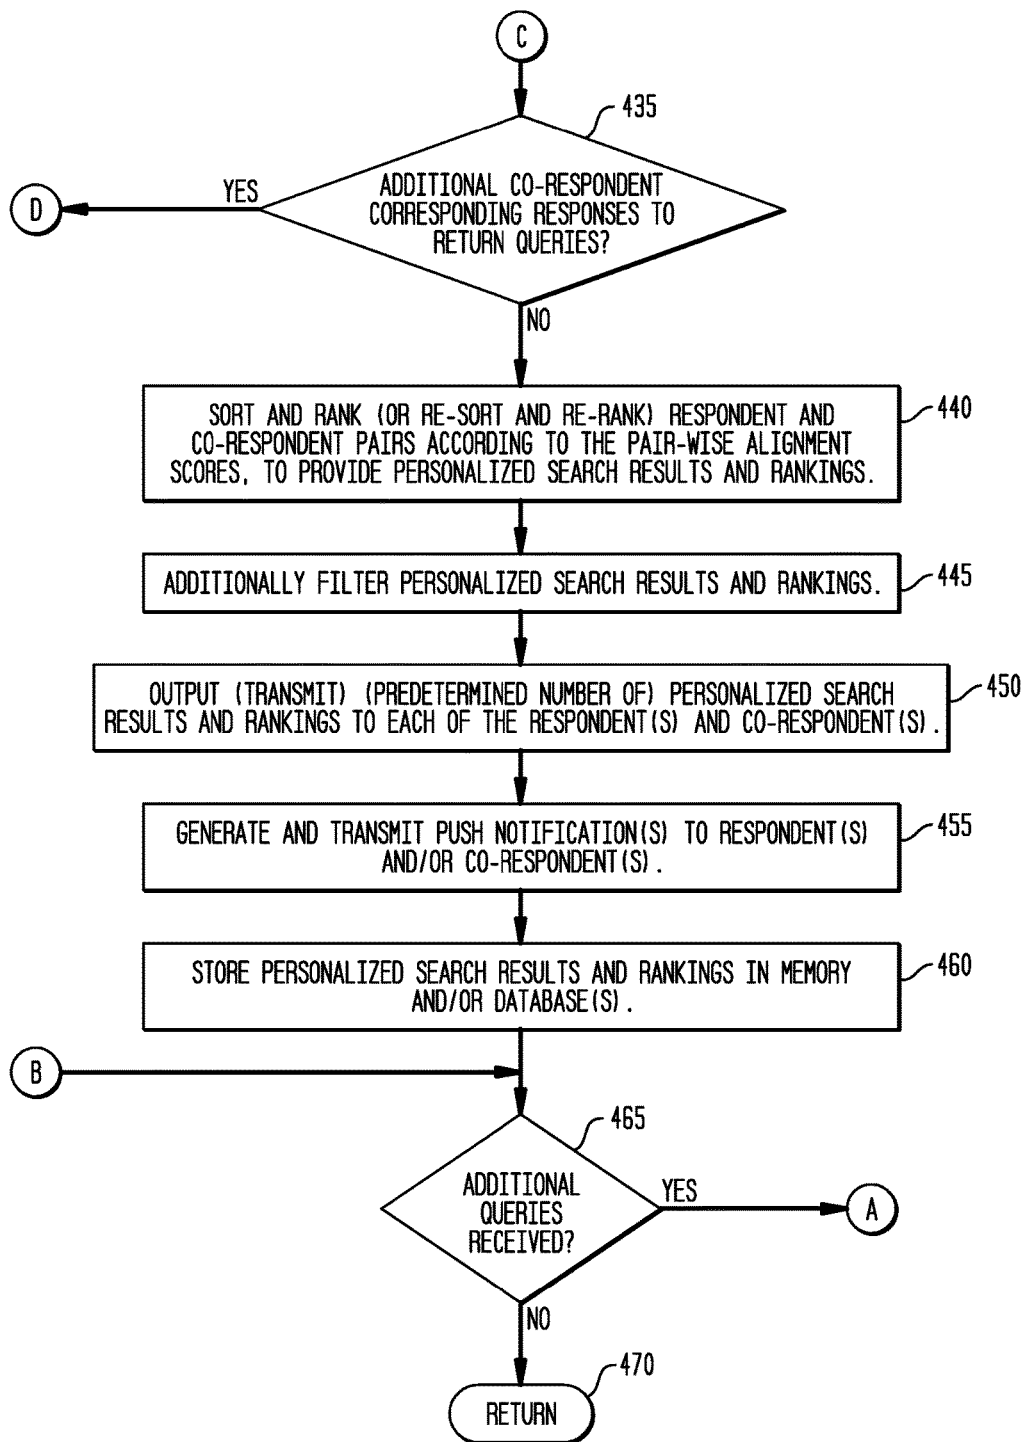 C
435
ADDITIONAL CO-RESPONDENT
CORRESPONDING RESPONSES TO
RETURN QUERIES?
YES
D
NO
440
SORT AND RANK (OR RE-SORT AND RE-RANK) RESPONDENT AND
CO-RESPONDENT PAIRS ACCORDING TO THE PAIR-WISE ALIGNMENT
SCORES, TO PROVIDE PERSONALIZED SEARCH RESULTS AND RANKINGS.
445
ADDITIONALLY FILTER PERSONALIZED SEARCH RESULTS AND RANKINGS.
450
OUTPUT (TRANSMIT) (PREDETERMINED NUMBER OF) PERSONALIZED SEARCH
RESULTS AND RANKINGS TO EACH OF THE RESPONDENT(S) AND CO-RESPONDENT(S).
455
GENERATE AND TRANSMIT PUSH NOTIFICATION(S) TO RESPONDENT(S)
AND/OR CO-RESPONDENT(S).
460
STORE PERSONALIZED SEARCH RESULTS AND RANKINGS IN MEMORY
AND/OR DATABASE(S).
B
465
ADDITIONAL
QUERIES
RECEIVED?
YES
A
NO
470
RETURN